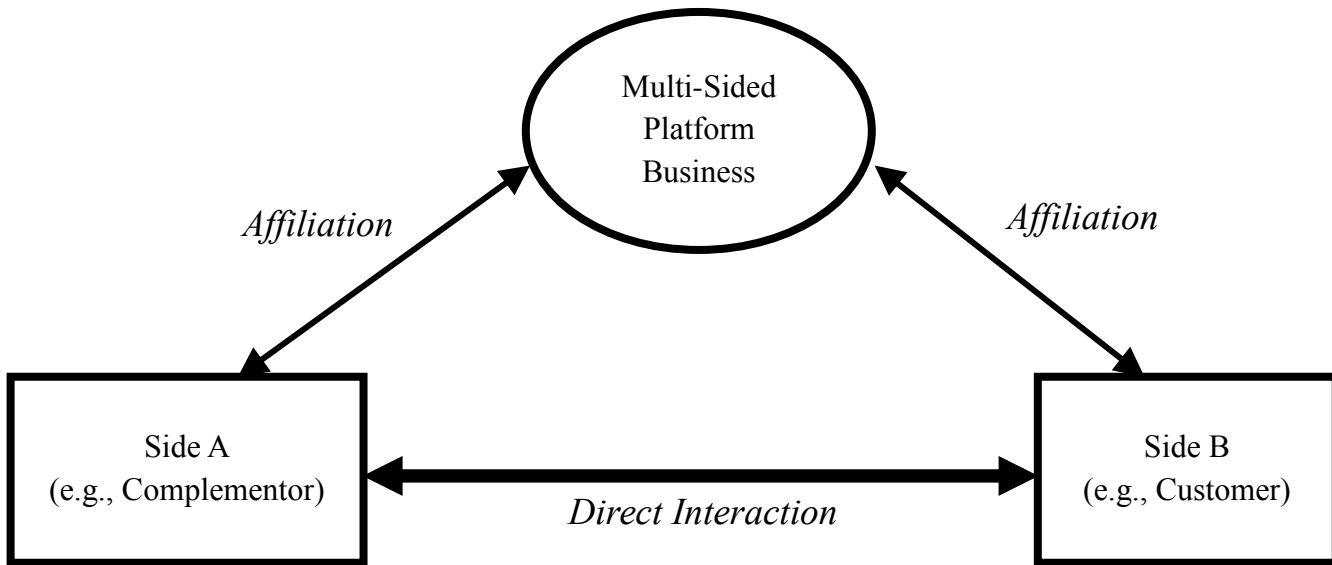 Multi-Sided
Platform
Business
Affiliation
Affiliation
Side A
(e.g., Complementor)
Direct Interaction
Side B
(e.g., Customer)